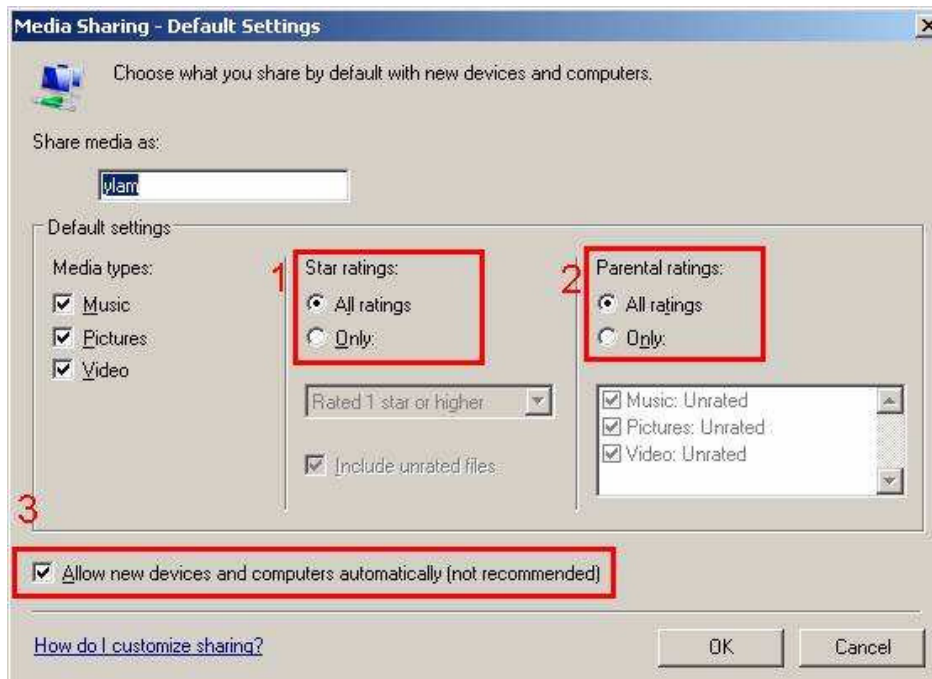 Media Sharing - Default Settings
Choose what you share by default with new devices and computers.
Share media as:
ylam
Default settings
Media types:
Music
Pictures
Video
1
Star ratings:
All ratings
Only:
Rated 1 star or higher
Include unrated files
2
Parental ratings:
All ratings
Only:
Music: Unrated
Pictures: Unrated
Video: Unrated
3
Allow new devices and computers automatically (not recommended)
How do I customize sharing?
OK
Cancel